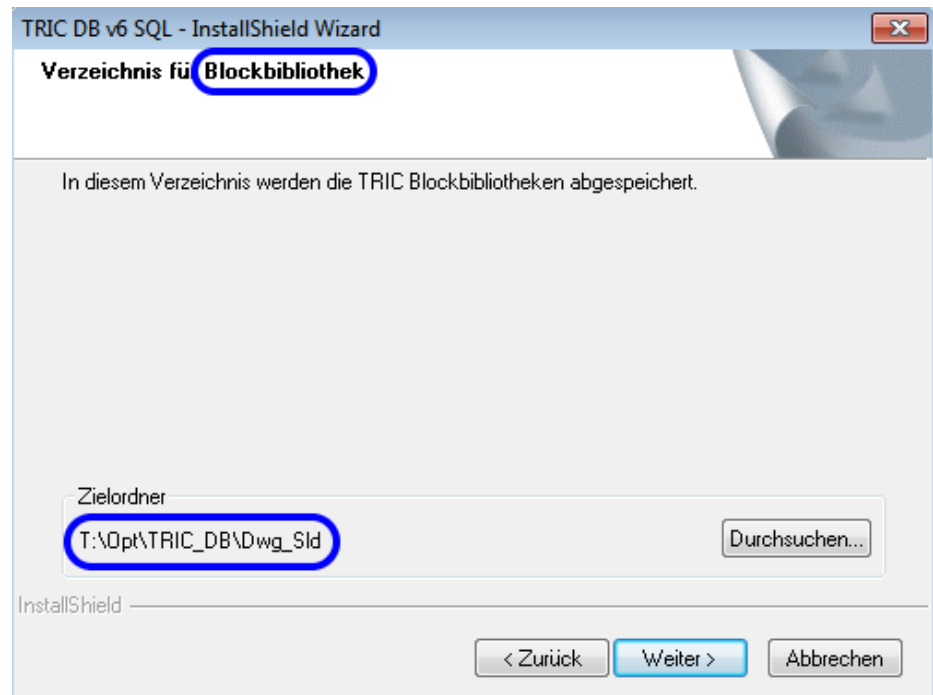 TRIC DB v6 SQL - InstallShield Wizard
Verzeichnis für Blockbibliothek
In diesem Verzeichnis werden die TRIC Blockbibliotheken abgespeichert.
Zielordner
T:\Opt\TRIC_DB\Dwg_Sld
Durchsuchen...
InstallShield
< Zurück
Weiter >
Abbrechen